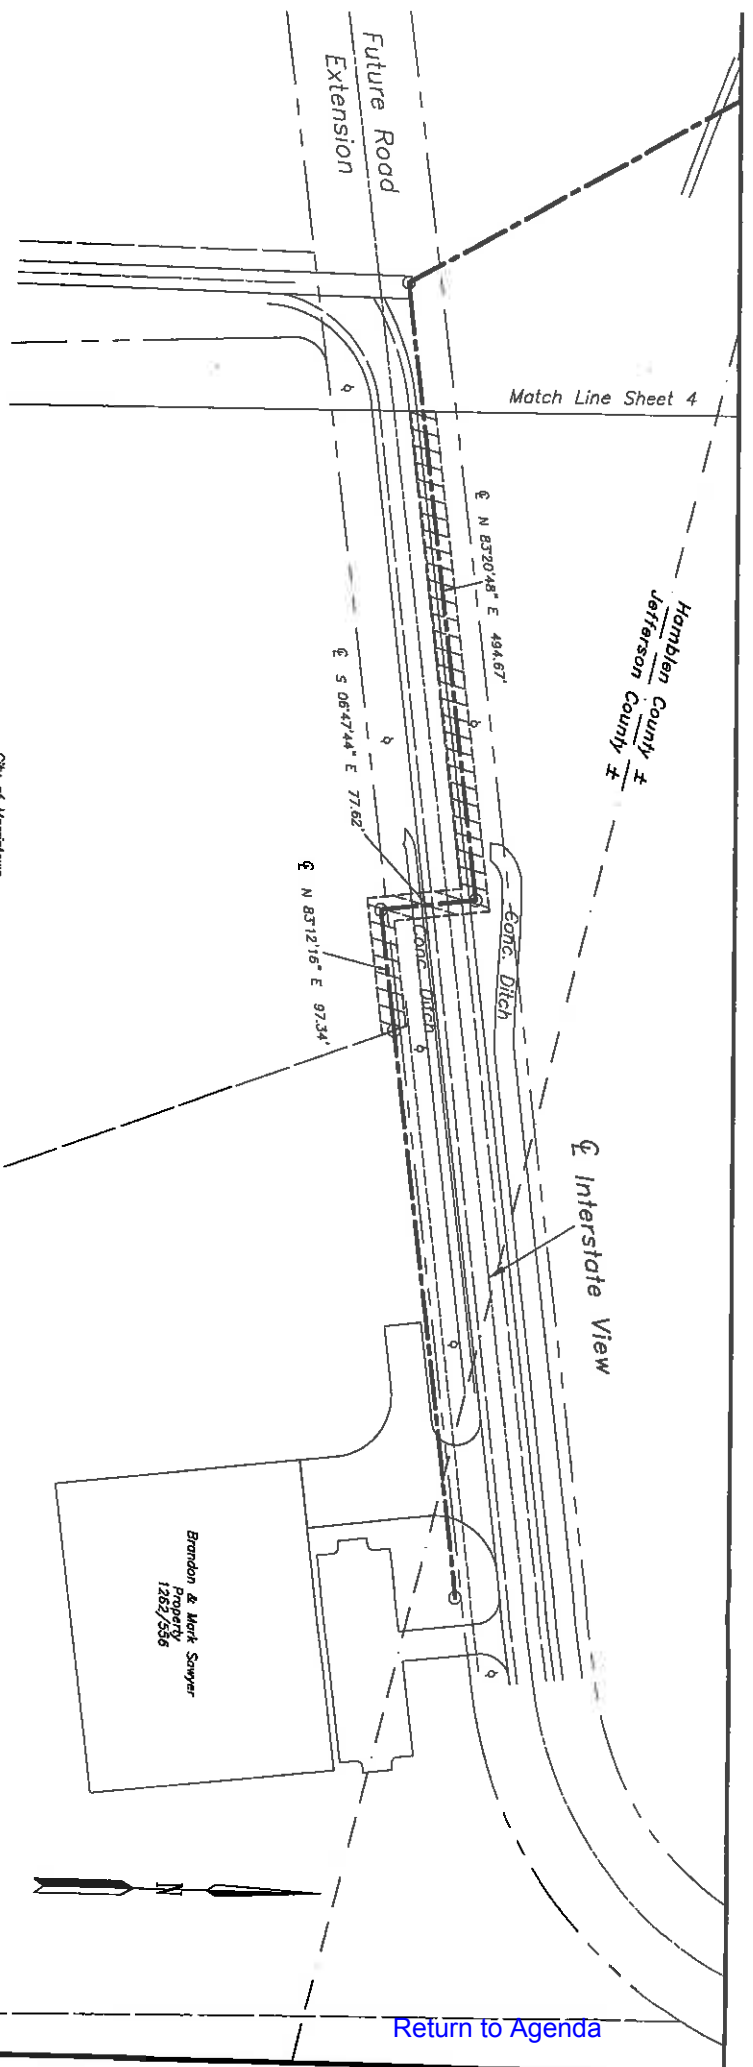 Future Road
Extension
Match Line Sheet 4
℄ N 83°20'48" E 494.67'
Hamblen County ±
Jefferson County ±
℄ S 06°47'44" E 77.62'
℄ N 83°12'16" E 97.34'
Conc. Ditch
Conc. Ditch
℄ Interstate View
Brandon & Mark Sawyer
Property
1262/556
N
Return to Agenda